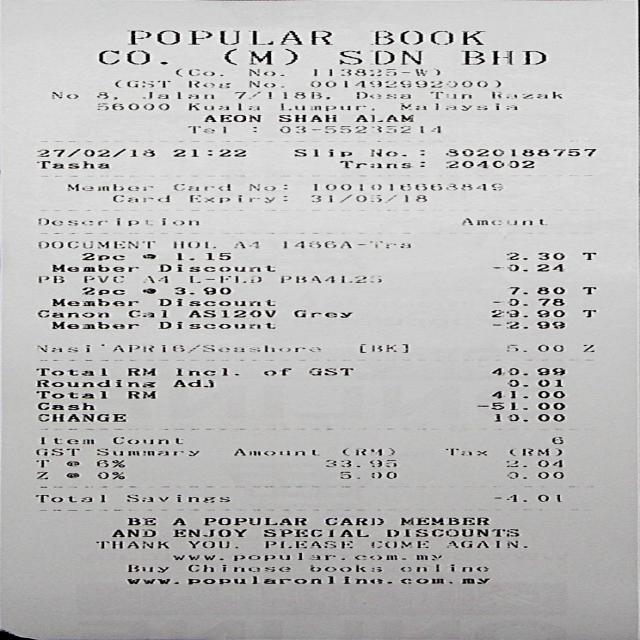 POPULAR BOOK
CO. (M) SDN BHD
(Co. No. 113825-W)
(GST Reg No. 001492992000)
No 8, Jalan 7/118B, Desa Tun Razak
56000 Kuala Lumpur, Malaysia
AEON SHAH ALAM
Tel : 03-55235214
27/02/18 21:22 Slip No.: 8020188757
Tasha Trans: 204002
Member Card No: 1001016668849
Card Expiry: 31/05/18
Description Amount
DOCUMENT HOL A4 1466A-Tra
2pc @ 1.15 2.30 T
Member Discount -0.24
PB PVC A4 L-FLD PBA4L25
2pc @ 3.90 7.80 T
Member Discount -0.78
Canon Cal AS120V Grey 29.90 T
Member Discount -2.99
Nasi'APR16/Seashore [BK] 5.00 Z
Total RM Incl. of GST 40.99
Rounding Adj 0.01
Total RM 41.00
Cash -51.00
CHANGE 10.00
Item Count 6
GST Summary Amount (RM) Tax (RM)
T @ 6% 33.95 2.04
Z @ 0% 5.00 0.00
Total Savings -4.01
BE A POPULAR CARD MEMBER
AND ENJOY SPECIAL DISCOUNTS
THANK YOU. PLEASE COME AGAIN.
www.popular.com.my
Buy Chinese books online
www.popularonline.com.my